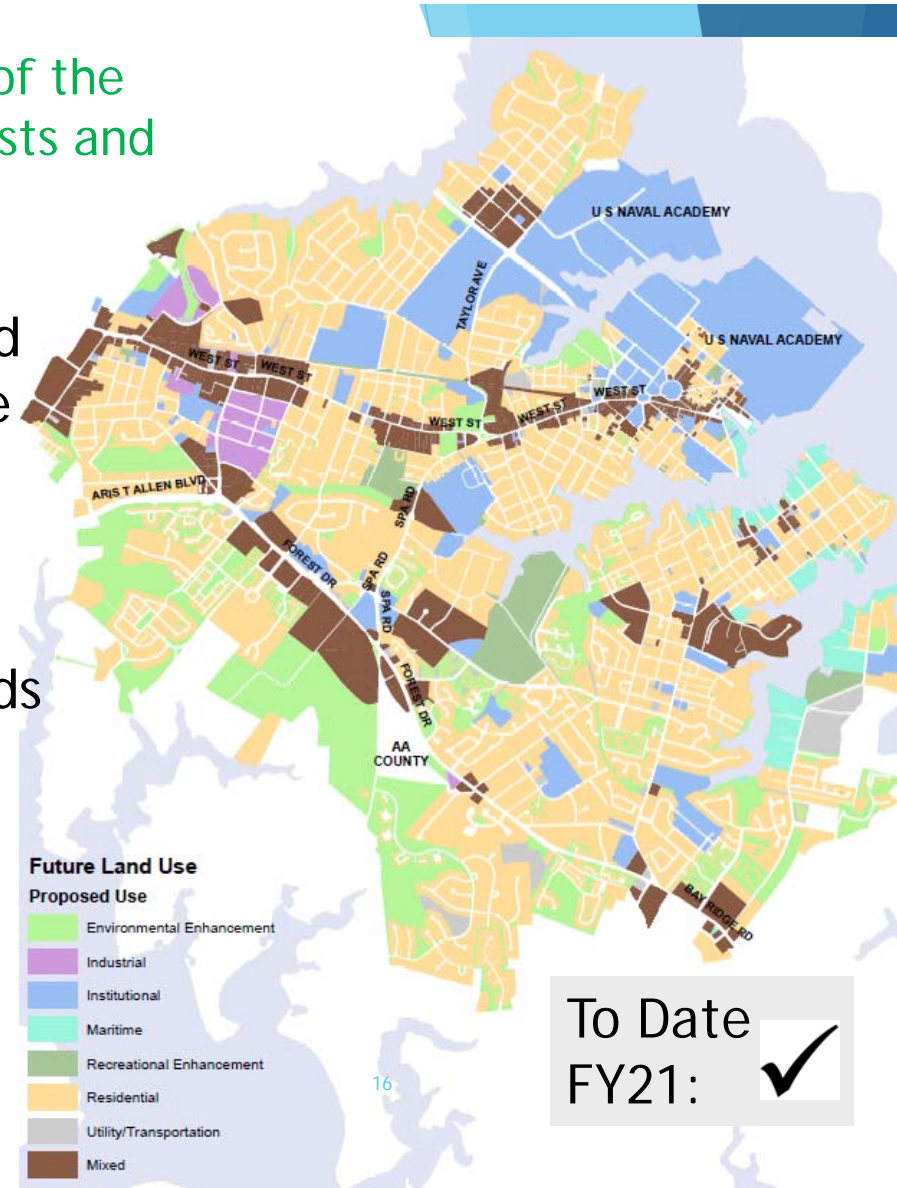 of the
sts and
d
e
ds
U S NAVAL ACADEMY
TAYLOR AVE
U S NAVAL ACADEMY
WEST ST
WEST ST
WEST ST
WEST ST
WEST ST
ARIS T ALLEN BLVD
SPA RD
FOREST DR
SPA RD
SPA RD
FOREST DR
AA
COUNTY
BAY RIDGE RD
Future Land Use
Proposed Use
Environmental Enhancement
Industrial
Institutional
Maritime
Recreational Enhancement
Residential
Utility/Transportation
Mixed
16
To Date
FY21: